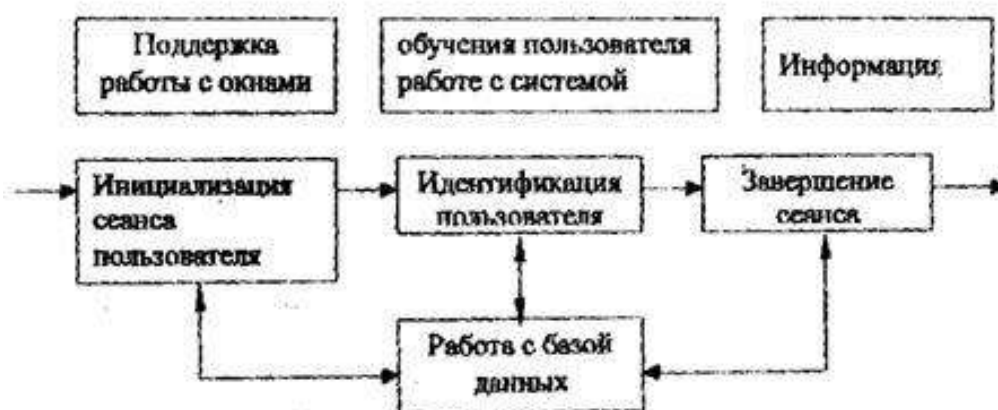 Поддержка
работы с окнами
обучения пользователя
работе с системой
Информация
Инициализация
сеанса
пользователя
Идентификация
пользователя
Завершение
сеанса
Работа с базой
данных